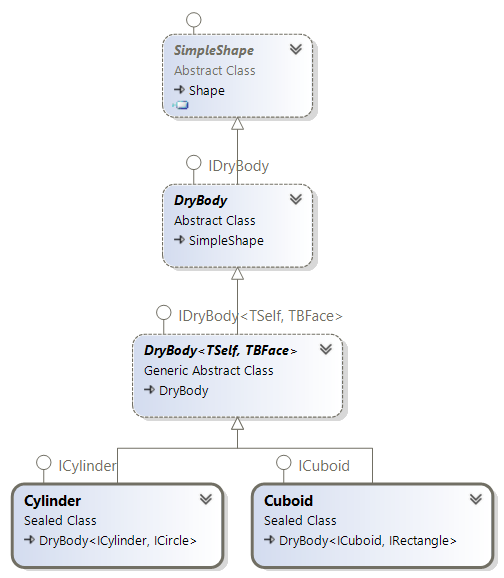 SimpleShape
Abstract Class
Shape
IDryBody
DryBody
Abstract Class
SimpleShape
IDryBody<TSelf, TBFace>
DryBody<TSelf, TBFace>
Generic Abstract Class
DryBody
ICylinder
ICuboid
Cylinder
Sealed Class
DryBody<ICylinder, ICircle>
Cuboid
Sealed Class
DryBody<ICuboid, IRectangle>